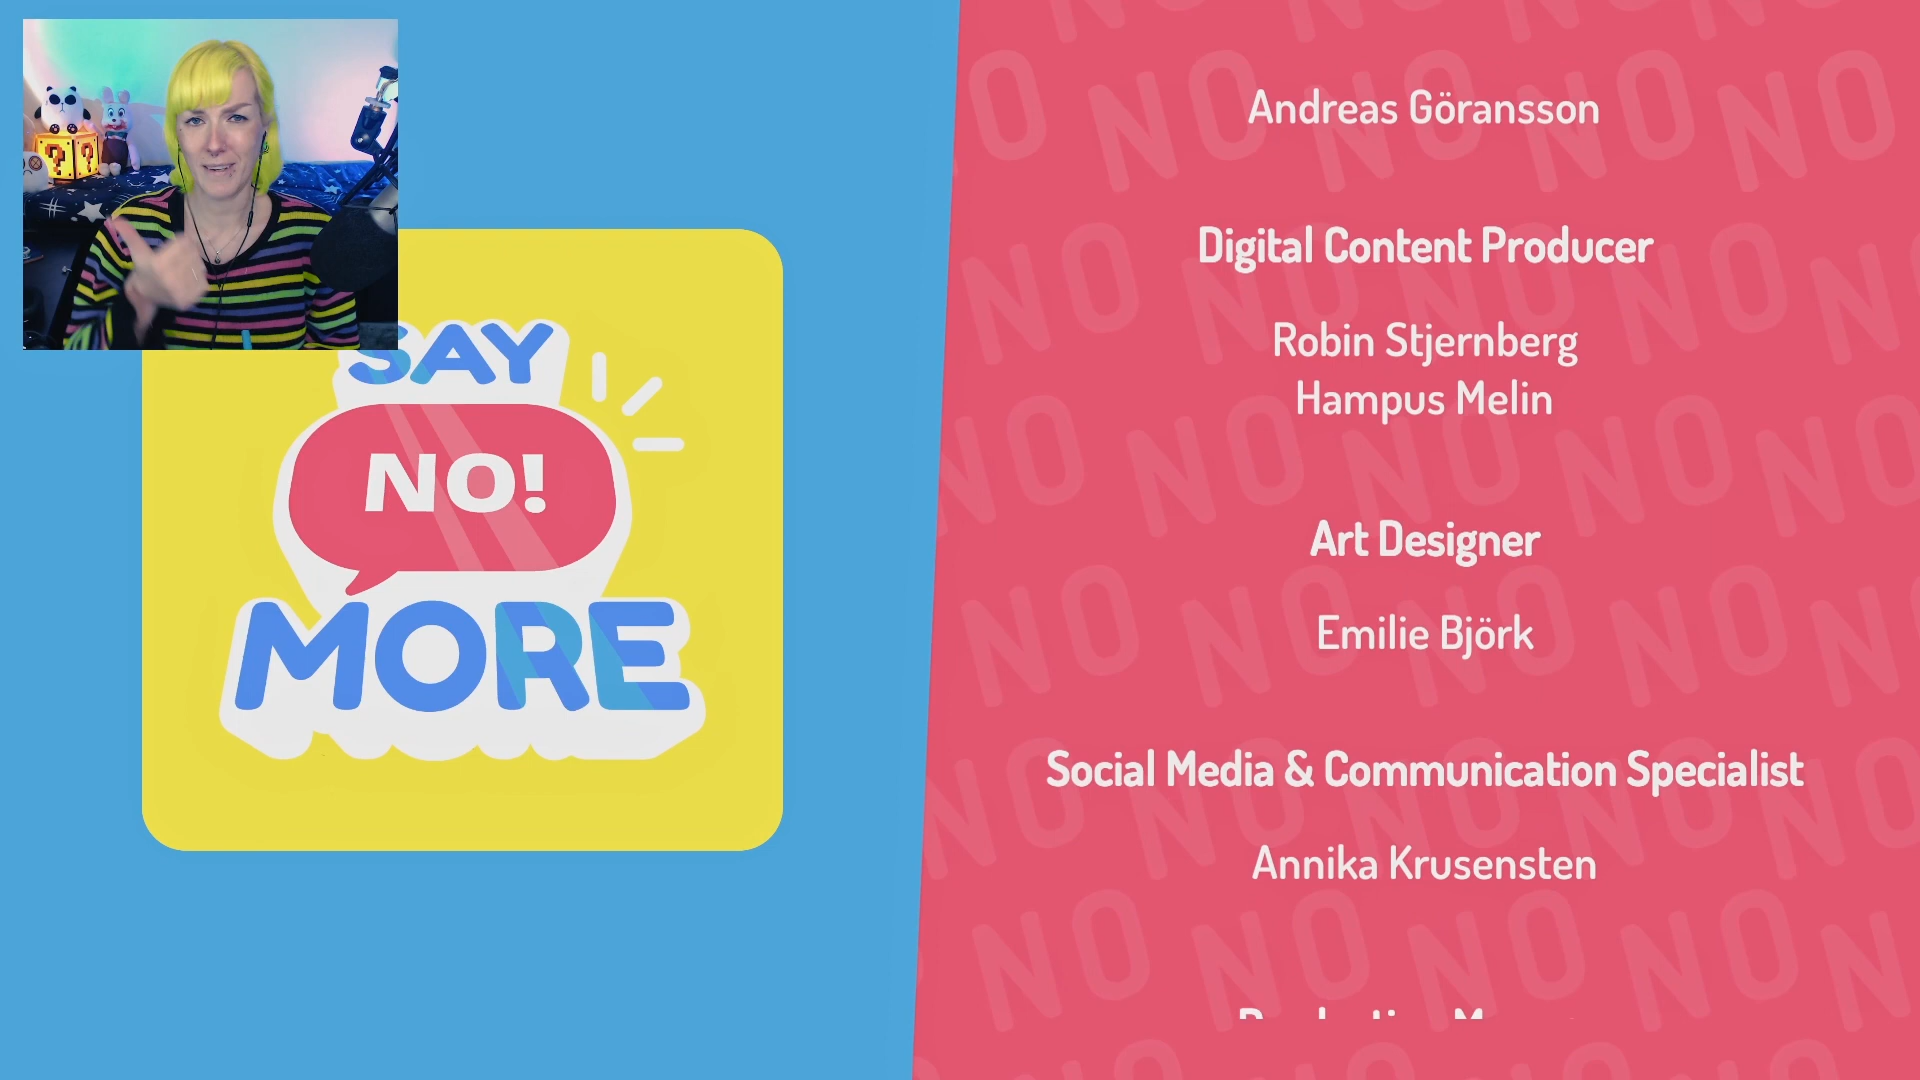 SAY
NO!
MORE
Andreas Göransson
Digital Content Producer
Robin Stjernberg
Hampus Melin
Art Designer
Emilie Björk
Social Media & Communication Specialist
Annika Krusensten